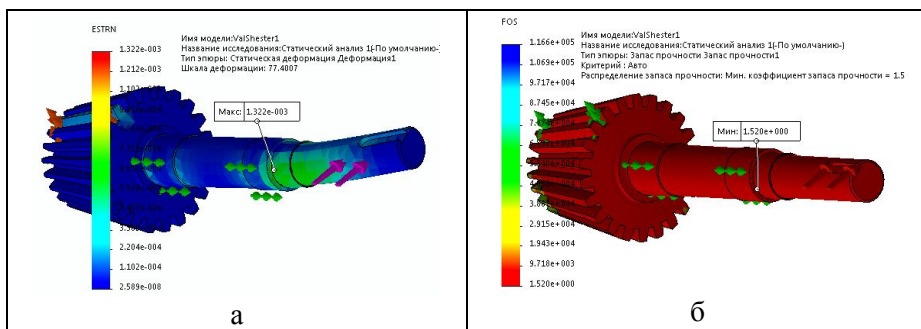 ESTRN
1.322e-003
1.212e-003
2.204e-004
1.102e-004
2.589e-008
Имя модели:ValShester1
Название исследования:Статический анализ 1(-По умолчанию-)
Тип эпюры: Статическая деформация Деформация1
Шкала деформации: 77.4007
Макс: 1.322e-003
а
FOS
1.166e+005
1.069e+005
9.717e+004
8.745e+004
2.915e+004
1.943e+004
9.718e+003
1.520e+000
Имя модели:ValShester1
Название исследования:Статический анализ 1(-По умолчанию-)
Тип эпюры: Запас прочности Запас прочности1
Критерий : Авто
Распределение запаса прочности: Мин. коэффициент запаса прочности = 1.5
Мин: 1.520e+000
б